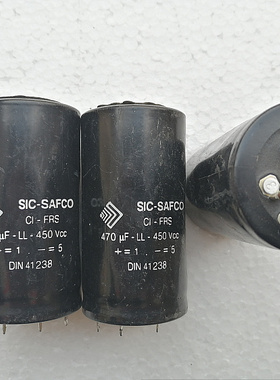 SIC-SAFCO
CI - FRS
µF - LL - 450 Vcc
+ = 1 - = 5
DIN 41238
SIC-SAFCO
CI - FRS
470 µF - LL - 450 Vcc
+ = 1 - = 5
DIN 41238